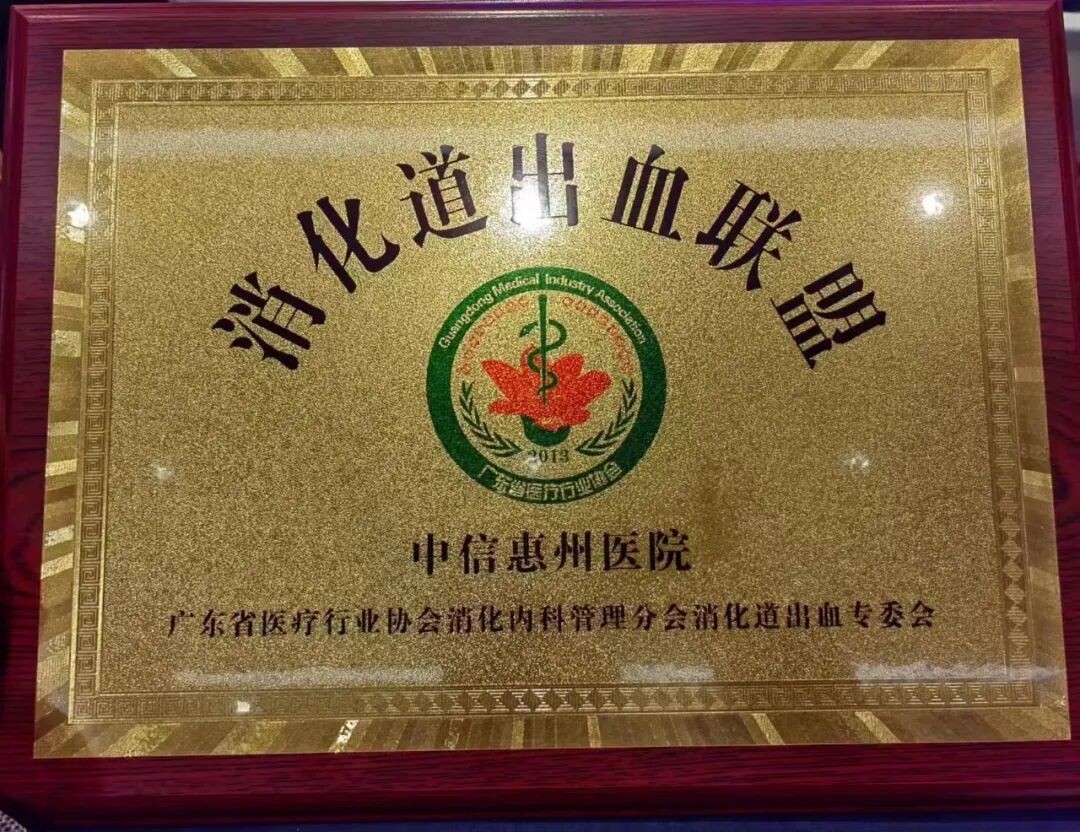 消化道出血联盟
Guangdong Medical Industry Association
2013
广东省医疗行业协会
中信惠州医院
广东省医疗行业协会消化内科管理分会消化道出血专委会